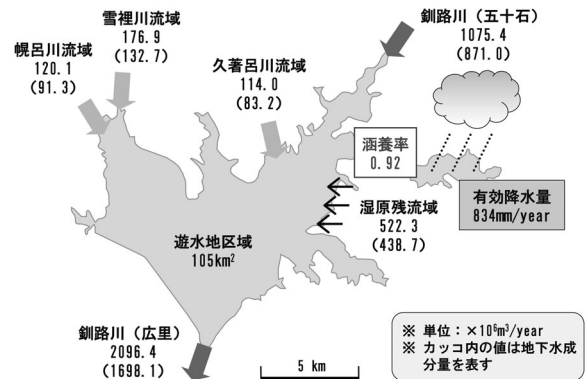 雪裡川流域
176.9
(132.7)
幌呂川流域
120.1
(91.3)
久著呂川流域
114.0
(83.2)
釧路川（五十石）
1075.4
(871.0)
涵養率
0.92
有効降水量
834mm/year
湿原残流域
522.3
(438.7)
遊水地区域
105km²
釧路川（広里）
2096.4
(1698.1)
5 km
※ 単位：×10⁶m³/year
※ カッコ内の値は地下水成
分量を表す